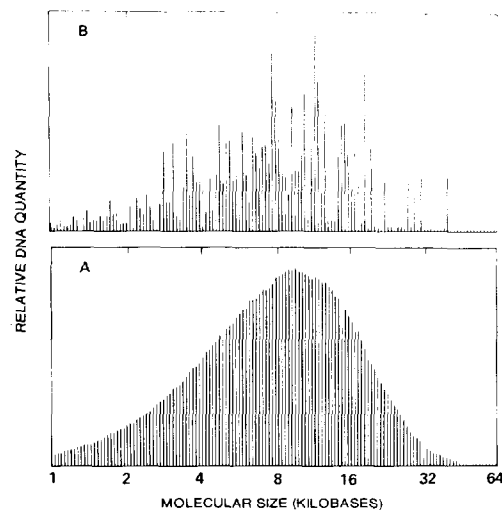 B
RELATIVE DNA QUANTITY
A
1 2 4 8 16 32 64
MOLECULAR SIZE (KILOBASES)